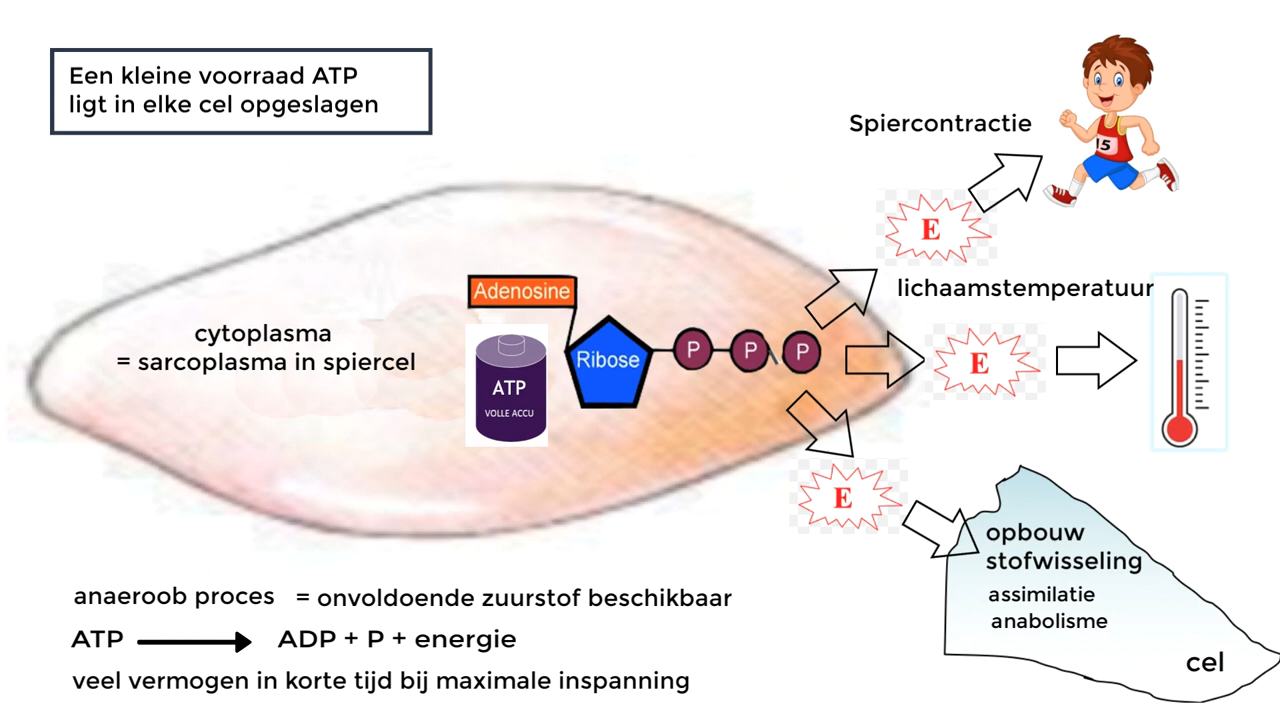 Een kleine voorraad ATP
ligt in elke cel opgeslagen
Spiercontractie
15
E
lichaamstemperatuur
Adenosine
cytoplasma
= sarcoplasma in spiercel
Ribose
P
P
P
E
ATP
VOLLE ACCU
E
opbouw
stofwisseling
assimilatie
anabolisme
cel
anaeroob proces = onvoldoende zuurstof beschikbaar
ATP ADP + P + energie
veel vermogen in korte tijd bij maximale inspanning